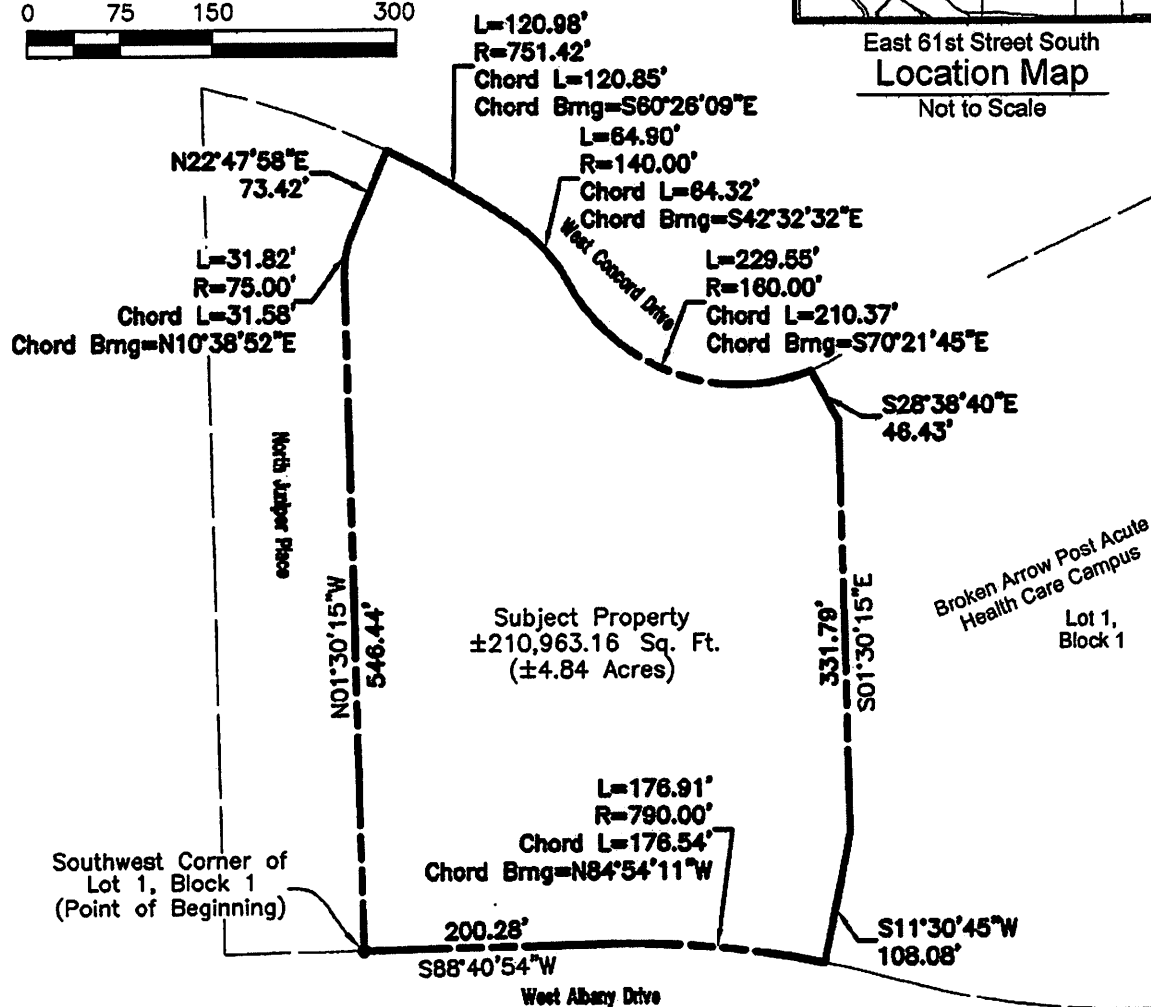 0 75 150 300
East 61st Street South
Location Map
Not to Scale
L=120.98'
R=751.42'
Chord L=120.85'
Chord Brng=S60°26'09"E
L=64.90'
R=140.00'
Chord L=64.32'
Chord Brng=S42°32'32"E
N22°47'58"E
73.42'
West Concord Drive
L=31.82'
R=75.00'
Chord L=31.58'
Chord Brng=N10°38'52"E
L=229.55'
R=160.00'
Chord L=210.37'
Chord Brng=S70°21'45"E
S28°38'40"E
46.43'
North Juniper Place
N01°30'15"W
546.44'
Subject Property
±210,963.16 Sq. Ft.
(±4.84 Acres)
331.79'
S01°30'15"E
Broken Arrow Post Acute
Health Care Campus
Lot 1,
Block 1
L=176.91'
R=790.00'
Chord L=176.54'
Chord Brng=N84°54'11"W
Southwest Corner of
Lot 1, Block 1
(Point of Beginning)
200.28'
S88°40'54"W
S11°30'45"W
108.08'
West Albany Drive